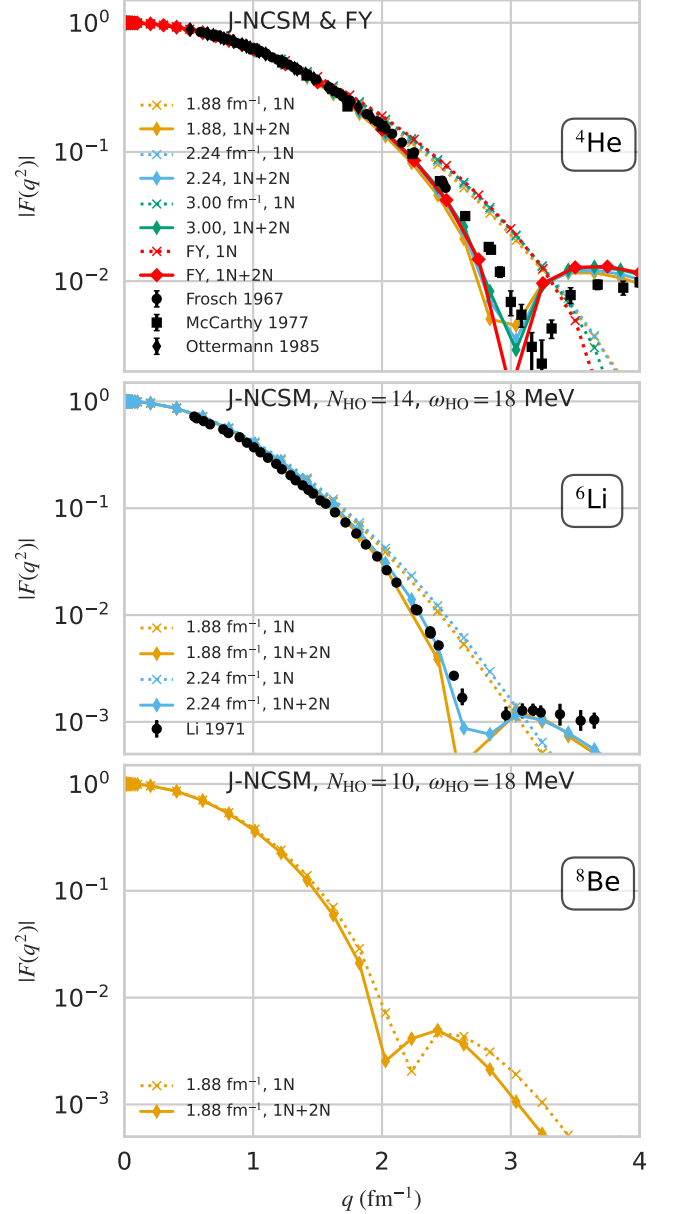 J-NCSM & FY
10⁰
1.88 fm⁻¹, 1N
1.88, 1N+2N
2.24 fm⁻¹, 1N
2.24, 1N+2N
3.00 fm⁻¹, 1N
3.00, 1N+2N
FY, 1N
FY, 1N+2N
Frosch 1967
McCarthy 1977
Ottermann 1985
⁴He
10⁻¹
|F(q²)|
10⁻²
J-NCSM, N_HO = 14, ω_HO = 18 MeV
10⁰
⁶Li
10⁻¹
|F(q²)|
10⁻²
1.88 fm⁻¹, 1N
1.88 fm⁻¹, 1N+2N
2.24 fm⁻¹, 1N
2.24 fm⁻¹, 1N+2N
Li 1971
10⁻³
J-NCSM, N_HO = 10, ω_HO = 18 MeV
10⁰
⁸Be
10⁻¹
|F(q²)|
10⁻²
1.88 fm⁻¹, 1N
1.88 fm⁻¹, 1N+2N
10⁻³
0 1 2 3 4
q (fm⁻¹)